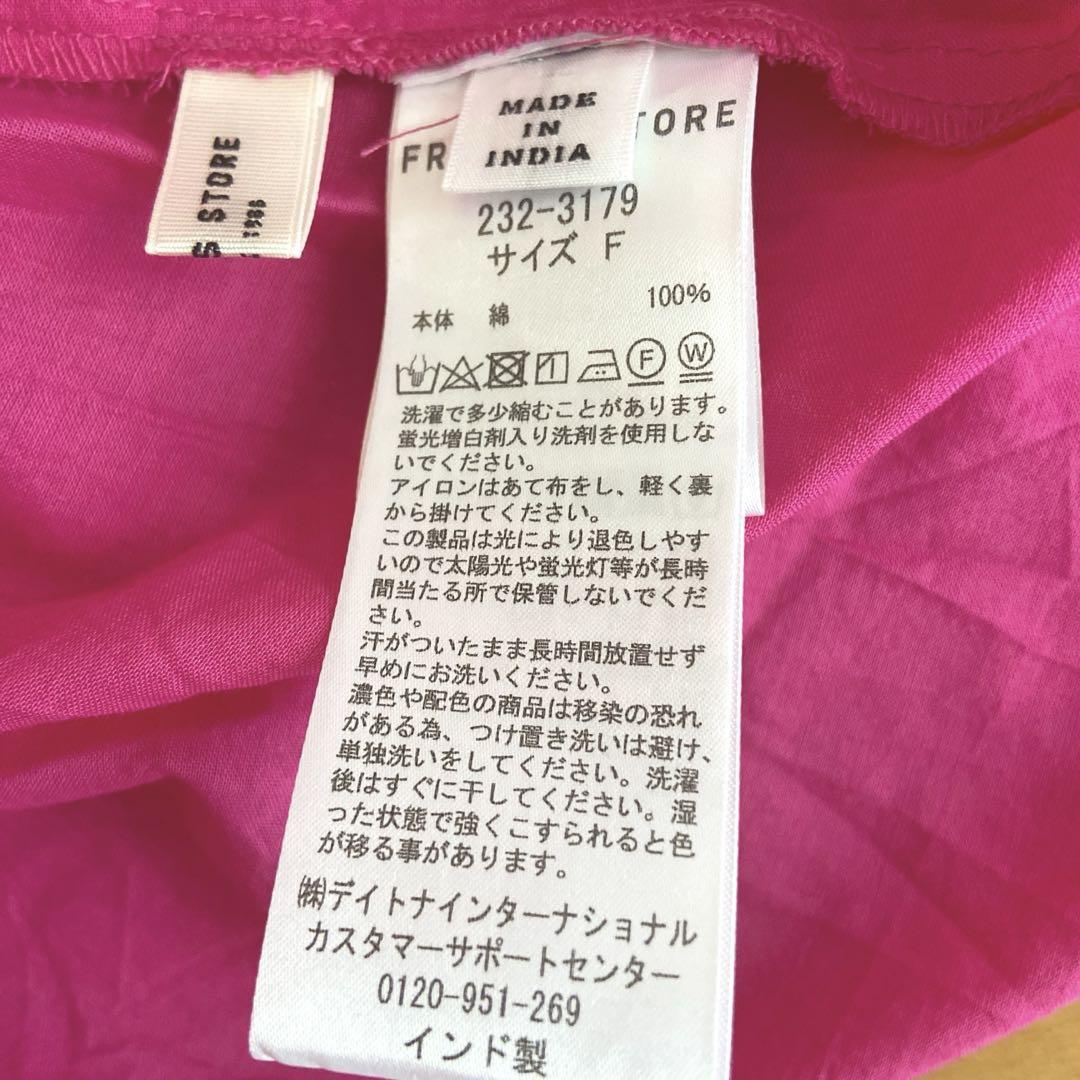 S STORE
1986
MADE
IN
INDIA
FR
TORE
232-3179
サイズ F
本体 綿 100%
F W
洗濯で多少縮むことがあります。
蛍光増白剤入り洗剤を使用しな
いでください。
アイロンはあて布をし、軽く裏
から掛けてください。
この製品は光により退色しやす
いので太陽光や蛍光灯等が長時
間当たる所で保管しないでくだ
さい。
汗がついたまま長時間放置せず
早めにお洗いください。
濃色や配色の商品は移染の恐れ
がある為、つけ置き洗いは避け、
単独洗いをしてください。洗濯
後はすぐに干してください。湿
った状態で強くこすられると色
が移る事があります。
㈱デイトナインターナショナル
カスタマーサポートセンター
0120-951-269
インド製